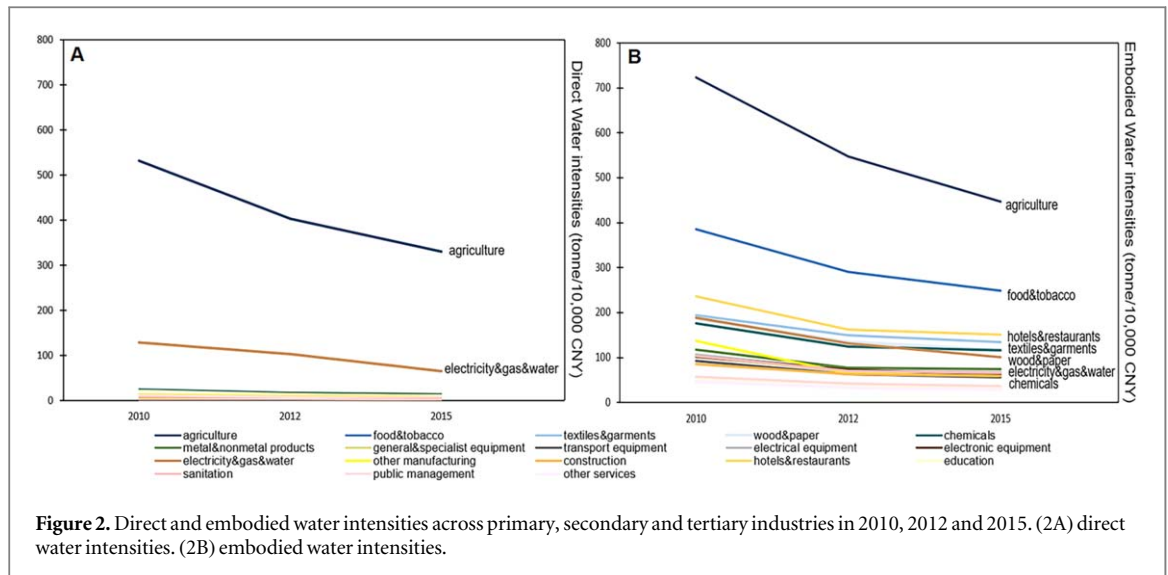 A
800
700
600
500
400
300
200
100
0
2010
2012
2015
Direct Water intensities (tonne/10,000 CNY)
agriculture
electricity&gas&water
B
800
700
600
500
400
300
200
100
0
2010
2012
2015
Embodied Water intensities (tonne/10,000 CNY)
agriculture
food&tobacco
hotels&restaurants
textiles&garments
wood&paper
electricity&gas&water
chemicals
agriculture food&tobacco textiles&garments wood&paper chemicals
metal&nonmetal products general&specialist equipment transport equipment electrical equipment electronic equipment
electricity&gas&water other manufacturing construction hotels&restaurants education
sanitation public management other services
Figure 2. Direct and embodied water intensities across primary, secondary and tertiary industries in 2010, 2012 and 2015. (2A) direct
water intensities. (2B) embodied water intensities.